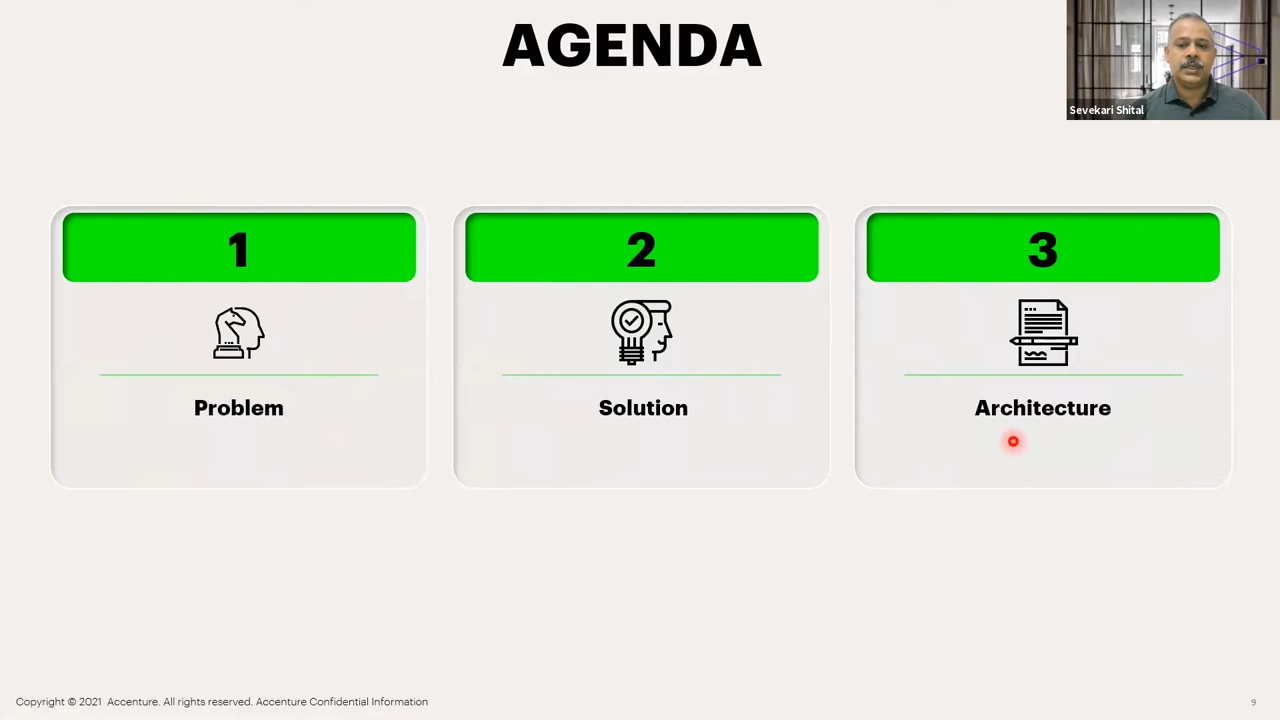 AGENDA
Sevekari Shital
1
2
3
Problem
Solution
Architecture
Copyright © 2021 Accenture. All rights reserved. Accenture Confidential Information
9